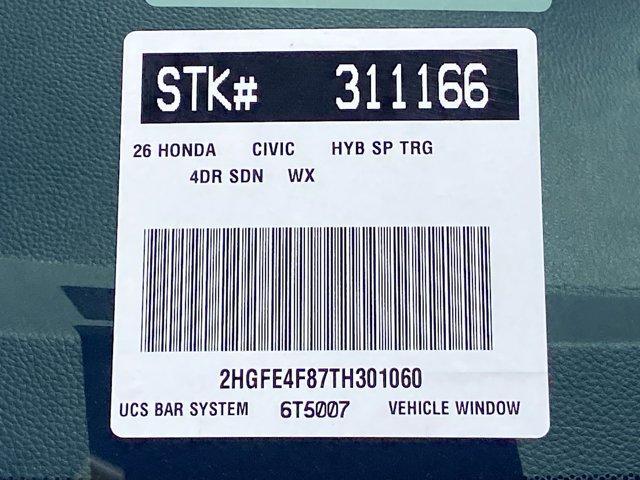 STK# 311166
26 HONDA CIVIC HYB SP TRG
4DR SDN WX
2HGFE4F87TH301060
UCS BAR SYSTEM 6T5007 VEHICLE WINDOW